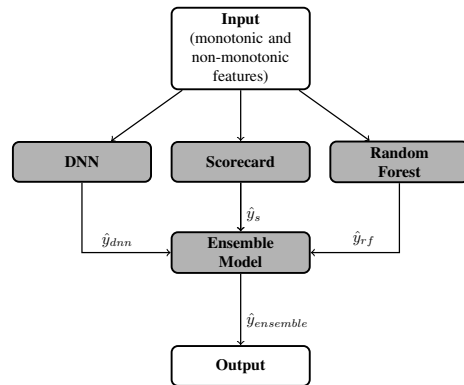 Input
(monotonic and
non-monotonic
features)
DNN
Scorecard
Random
Forest
ŷ_dnn
ŷ_s
ŷ_rf
Ensemble
Model
ŷ_ensemble
Output